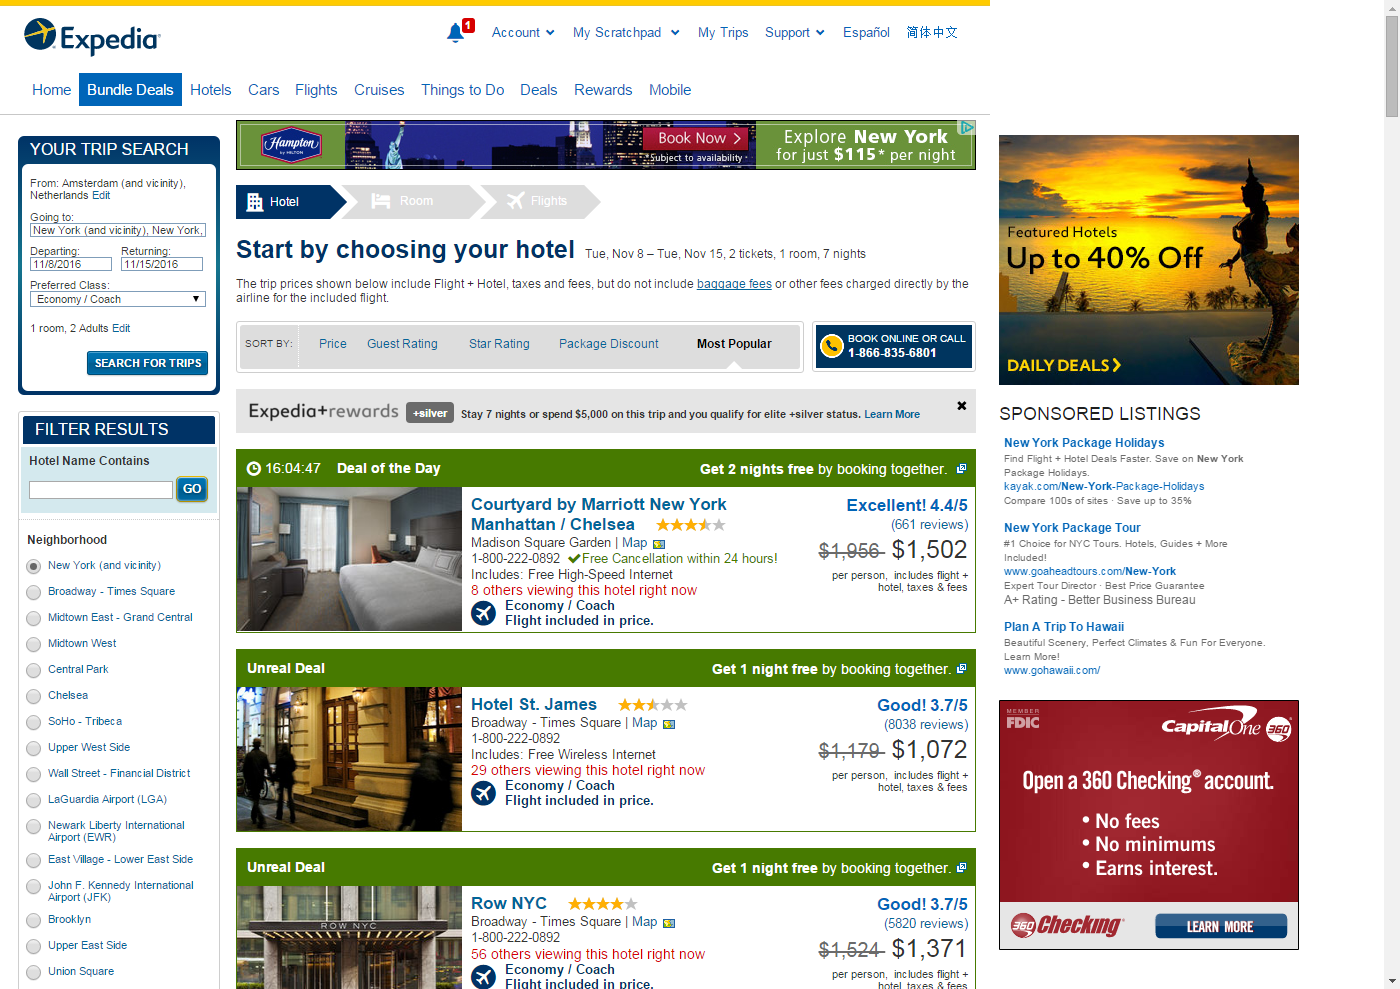 Expedia
1
Account
My Scratchpad
My Trips
Support
Español
简体中文
Home
Bundle Deals
Hotels
Cars
Flights
Cruises
Things to Do
Deals
Rewards
Mobile
YOUR TRIP SEARCH
From: Amsterdam (and vicinity),
Netherlands Edit
Going to:
New York (and vicinity), New York,
Departing:
Returning:
11/8/2016
11/15/2016
Preferred Class:
Economy / Coach
1 room, 2 Adults Edit
SEARCH FOR TRIPS
FILTER RESULTS
Hotel Name Contains
GO
Neighborhood
New York (and vicinity)
Broadway - Times Square
Midtown East - Grand Central
Midtown West
Central Park
Chelsea
SoHo - Tribeca
Upper West Side
Wall Street - Financial District
LaGuardia Airport (LGA)
Newark Liberty International
Airport (EWR)
East Village - Lower East Side
John F. Kennedy International
Airport (JFK)
Brooklyn
Upper East Side
Union Square
Hampton
by HILTON
Book Now
Subject to availability
Explore New York
for just $115* per night
Hotel
Room
Flights
Start by choosing your hotel
Tue, Nov 8 – Tue, Nov 15, 2 tickets, 1 room, 7 nights
The trip prices shown below include Flight + Hotel, taxes and fees, but do not include baggage fees or other fees charged directly by the
airline for the included flight.
SORT BY:
Price
Guest Rating
Star Rating
Package Discount
Most Popular
BOOK ONLINE OR CALL
1-866-835-6801
Expedia+rewards
+silver
Stay 7 nights or spend $5,000 on this trip and you qualify for elite +silver status. Learn More
16:04:47
Deal of the Day
Get 2 nights free by booking together.
Courtyard by Marriott New York
Manhattan / Chelsea
Madison Square Garden | Map
1-800-222-0892
Free Cancellation within 24 hours!
Includes: Free High-Speed Internet
8 others viewing this hotel right now
Economy / Coach
Flight included in price.
Excellent! 4.4/5
(661 reviews)
$1,956
$1,502
per person, includes flight +
hotel, taxes & fees
Unreal Deal
Get 1 night free by booking together.
Hotel St. James
Broadway - Times Square | Map
1-800-222-0892
Includes: Free Wireless Internet
29 others viewing this hotel right now
Economy / Coach
Flight included in price.
Good! 3.7/5
(8038 reviews)
$1,179
$1,072
per person, includes flight +
hotel, taxes & fees
Unreal Deal
Get 1 night free by booking together.
ROW NYC
Row NYC
Broadway - Times Square | Map
1-800-222-0892
56 others viewing this hotel right now
Economy / Coach
Flight included in price.
Good! 3.7/5
(5820 reviews)
$1,524
$1,371
per person, includes flight +
hotel, taxes & fees
Featured Hotels
Up to 40% Off
DAILY DEALS
SPONSORED LISTINGS
New York Package Holidays
Find Flight + Hotel Deals Faster. Save on New York
Package Holidays.
kayak.com/New-York-Package-Holidays
Compare 100s of sites · Save up to 35%
New York Package Tour
#1 Choice for NYC Tours. Hotels, Guides + More
Included!
www.goaheadtours.com/New-York
Expert Tour Director · Best Price Guarantee
A+ Rating - Better Business Bureau
Plan A Trip To Hawaii
Beautiful Scenery, Perfect Climates & Fun For Everyone.
Learn More!
www.gohawaii.com/
MEMBER
FDIC
Capital One 360
Open a 360 Checking® account.
• No fees
• No minimums
• Earns interest.
360 Checking
LEARN MORE